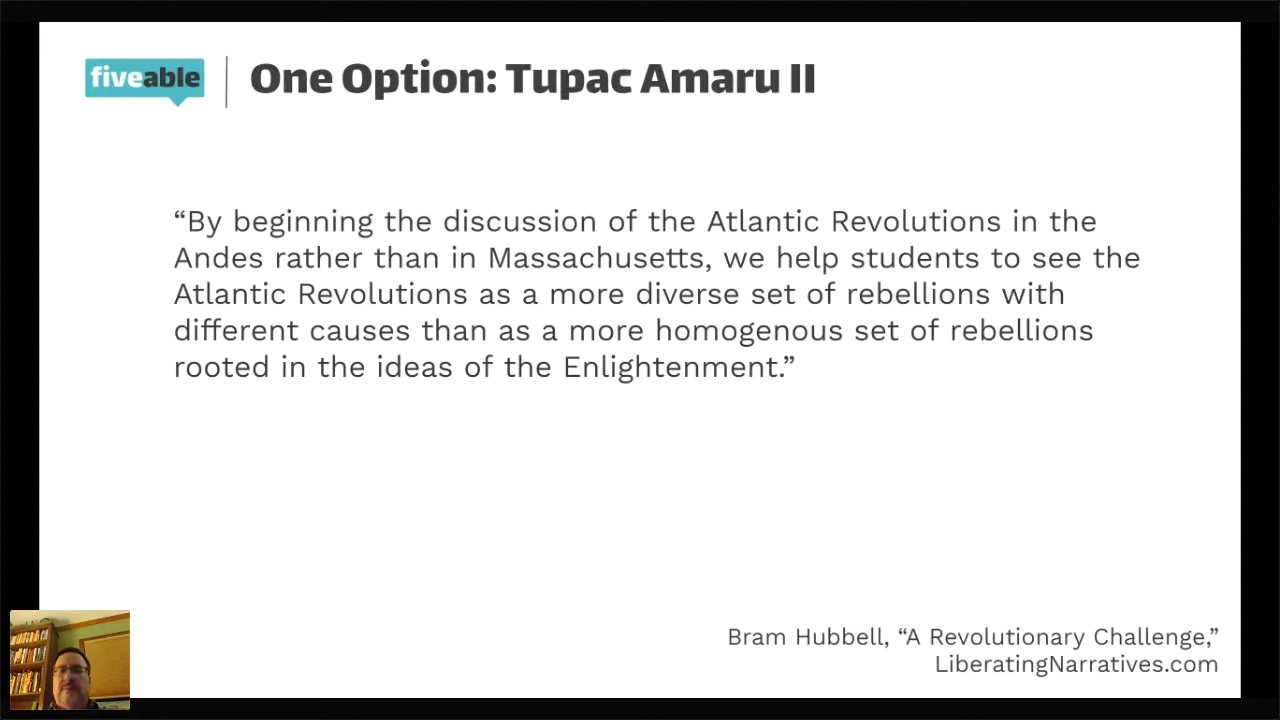 fiveable
One Option: Tupac Amaru II
“By beginning the discussion of the Atlantic Revolutions in the
Andes rather than in Massachusetts, we help students to see the
Atlantic Revolutions as a more diverse set of rebellions with
different causes than as a more homogenous set of rebellions
rooted in the ideas of the Enlightenment.”
Bram Hubbell, “A Revolutionary Challenge,”
LiberatingNarratives.com